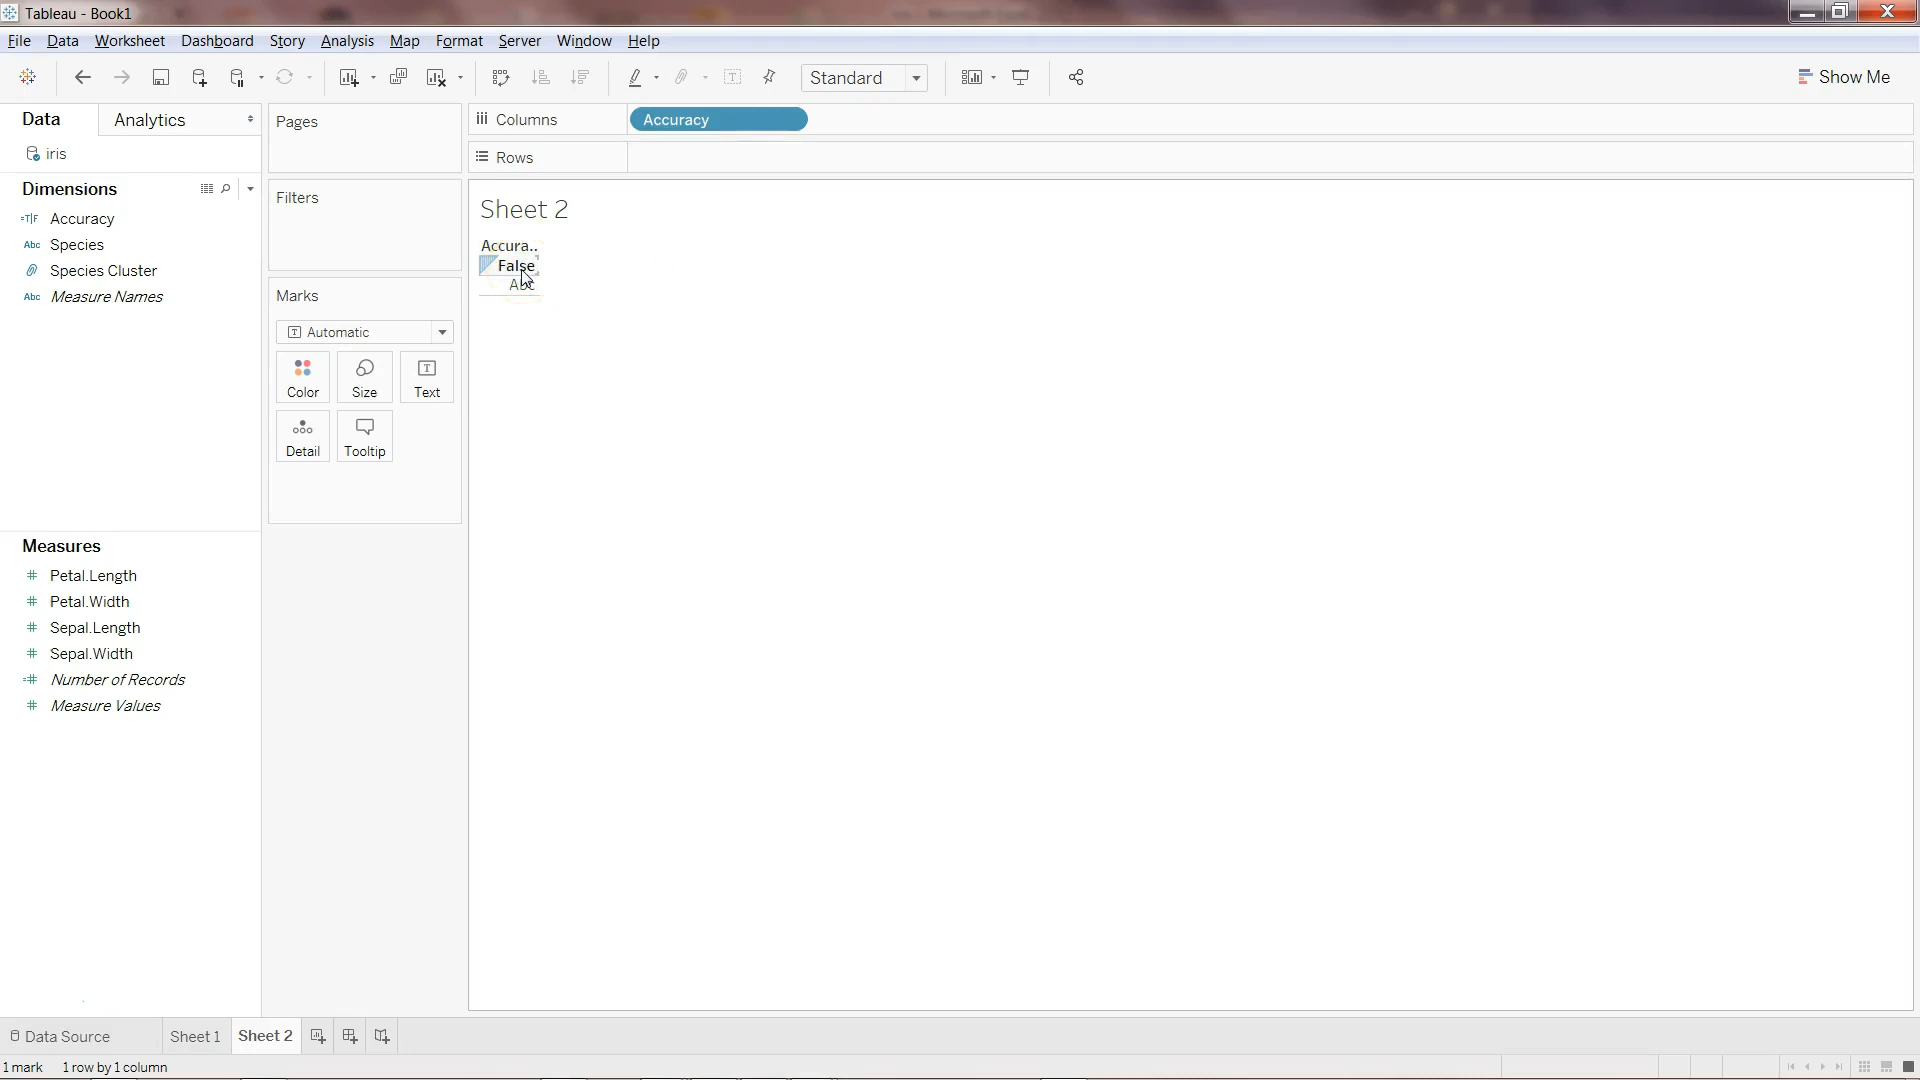 Tableau - Book1
File Data Worksheet Dashboard Story Analysis Map Format Server Window Help
Standard
Show Me
Data
Analytics
iris
Dimensions
=T|F Accuracy
Abc Species
Species Cluster
Abc Measure Names
Measures
# Petal.Length
# Petal.Width
# Sepal.Length
# Sepal.Width
=# Number of Records
# Measure Values
Pages
Filters
Marks
T Automatic
Color
Size
T Text
Detail
Tooltip
Columns
Accuracy
Rows
Sheet 2
Accura..
False
Abc
Data Source
Sheet 1
Sheet 2
1 mark 1 row by 1 column